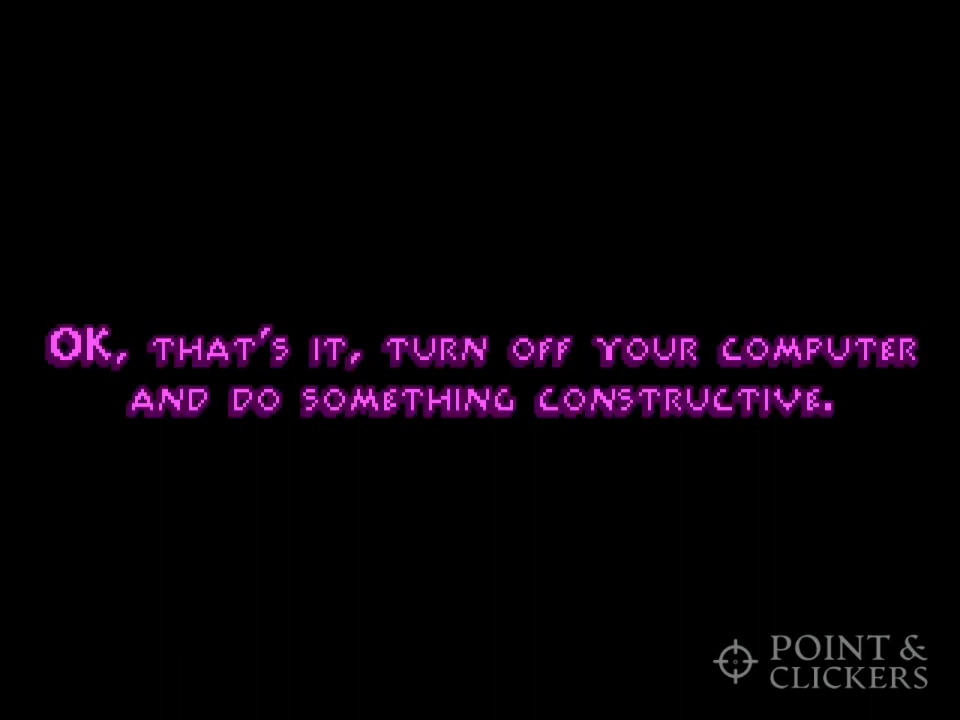 OK, THAT'S IT, TURN OFF YOUR COMPUTER
AND DO SOMETHING CONSTRUCTIVE.
POINT &
CLICKERS